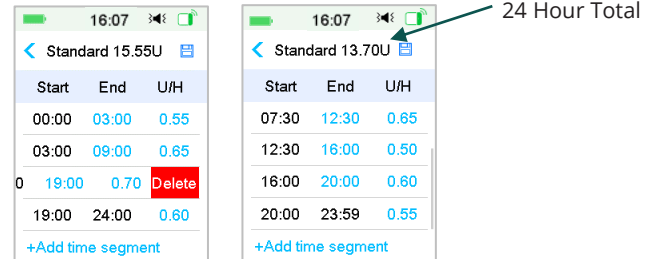 16:07
Standard 15.55U
Start End U/H
00:00 03:00 0.55
03:00 09:00 0.65
0 19:00 0.70 Delete
19:00 24:00 0.60
+Add time segment
16:07
Standard 13.70U
Start End U/H
07:30 12:30 0.65
12:30 16:00 0.50
16:00 20:00 0.60
20:00 23:59 0.55
+Add time segment
24 Hour Total